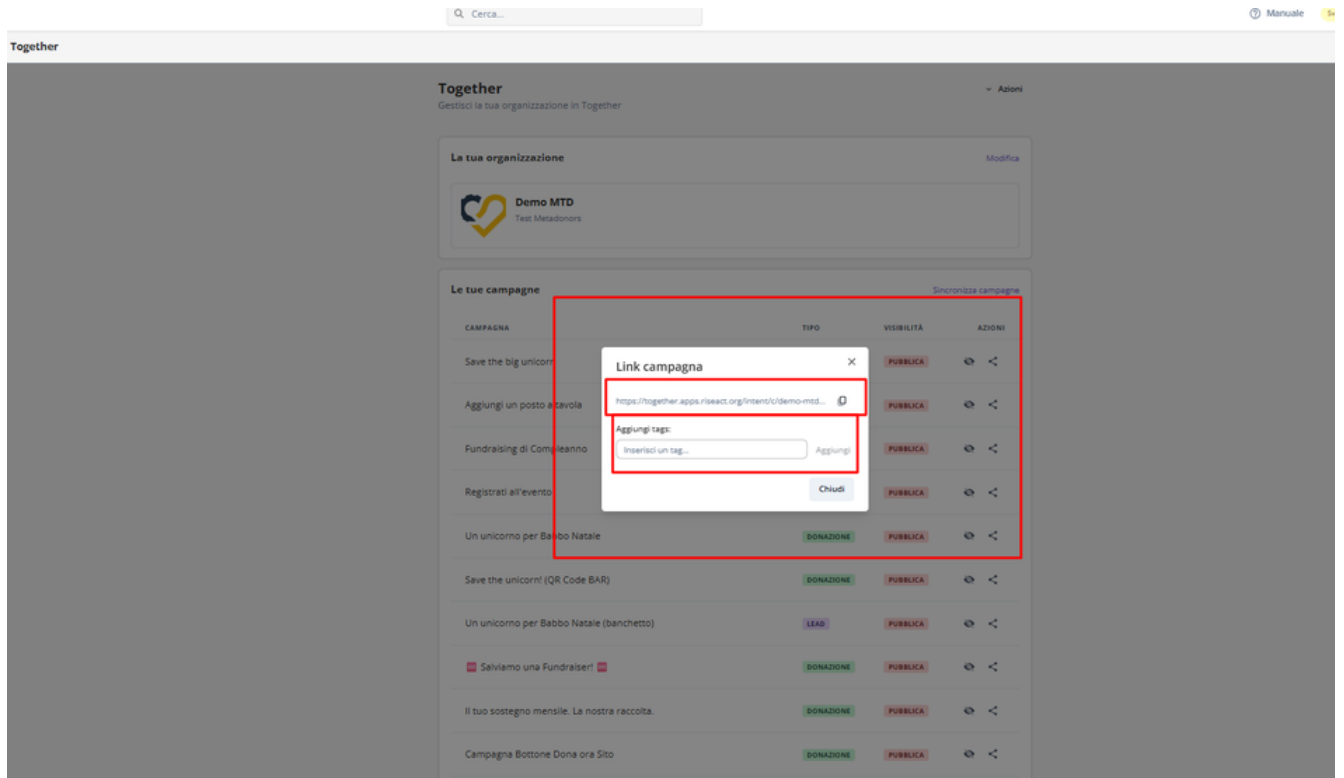 Cerca...
Manuale
Together
Together
Azioni
Gestisci la tua organizzazione in Together
La tua organizzazione
Modifica
Demo MTD
Test Metadonors
Le tue campagne
Sincronizza campagne
CAMPAGNA TIPO VISIBILITÀ AZIONI
Save the big unicorn PUBBLICA
Aggiungi un posto a tavola PUBBLICA
Fundraising di Compleanno PUBBLICA
Registrati all'evento PUBBLICA
Link campagna
https://together.apps.riseact.org/intent/c/demo-mtd...
Aggiungi tags:
Inserisci un tag... Aggiungi
Chiudi
Un unicorno per Babbo Natale DONAZIONE PUBBLICA
Save the unicorn! (QR Code BAR) DONAZIONE PUBBLICA
Un unicorno per Babbo Natale (banchetto) LEAD PUBBLICA
Salviamo una Fundraiser! DONAZIONE PUBBLICA
Il tuo sostegno mensile. La nostra raccolta. DONAZIONE PUBBLICA
Campagna Bottone Dona ora Sito DONAZIONE PUBBLICA